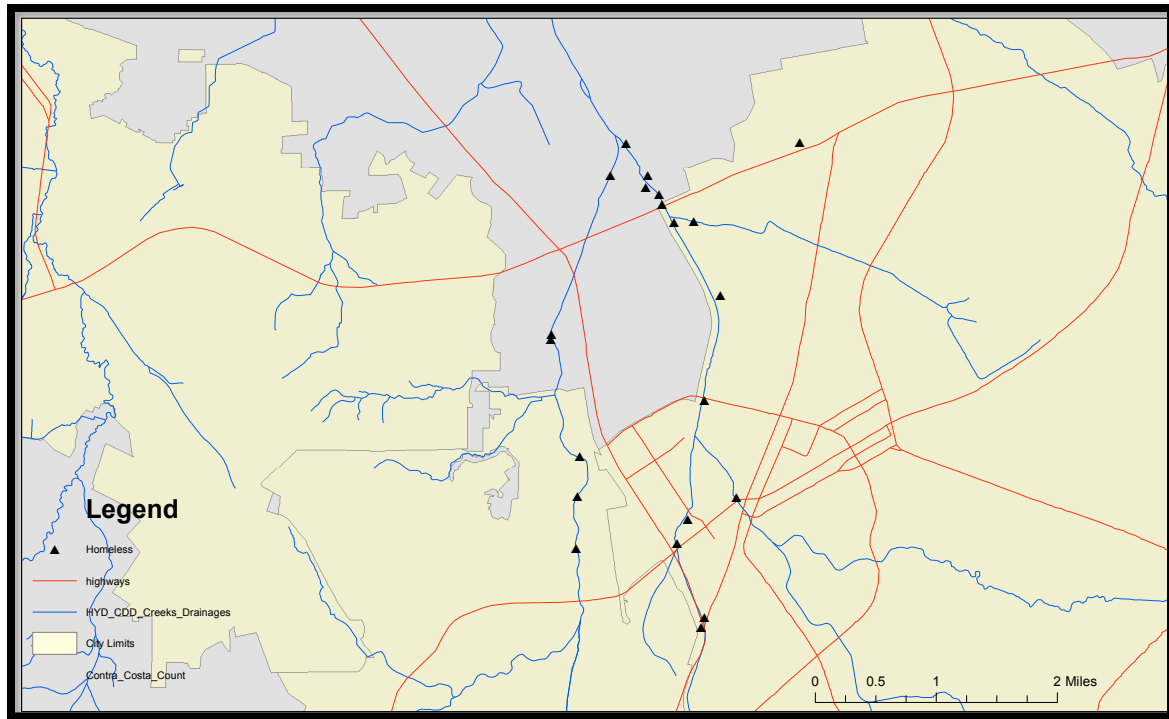 Legend
Homeless
highways
HYD_CDD_Creeks_Drainages
City Limits
Contra_Costa_Count
0 0.5 1 2 Miles